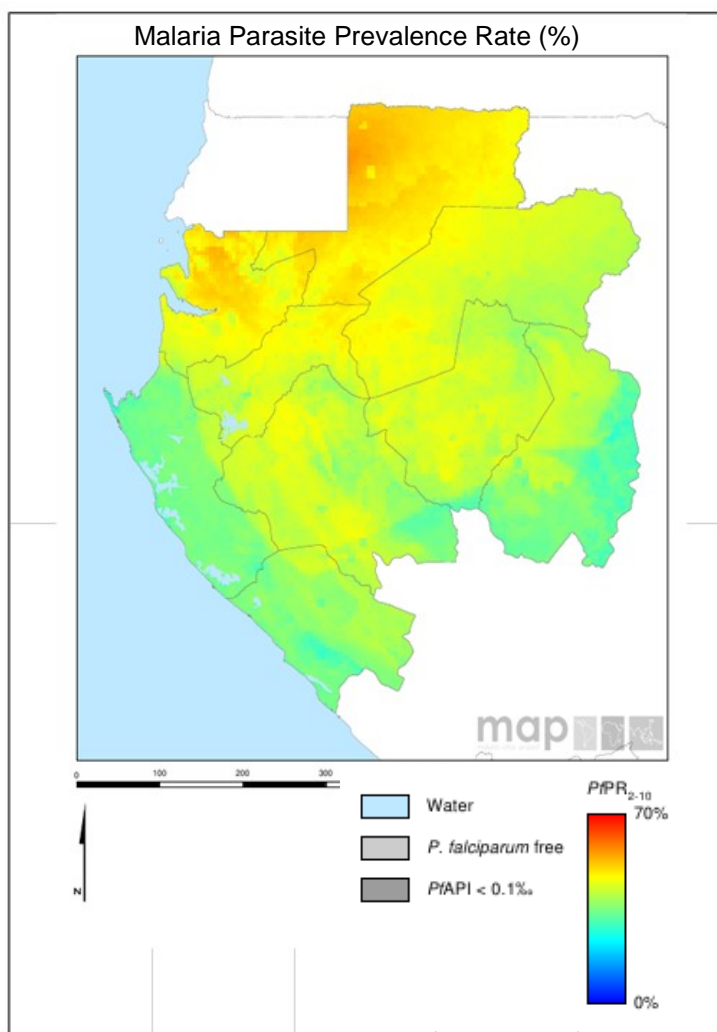 Malaria Parasite Prevalence Rate (%)
map
0 100 200 300
Water
P. falciparum free
PfAPI < 0.1‰
N
PfPR2-10
70%
0%